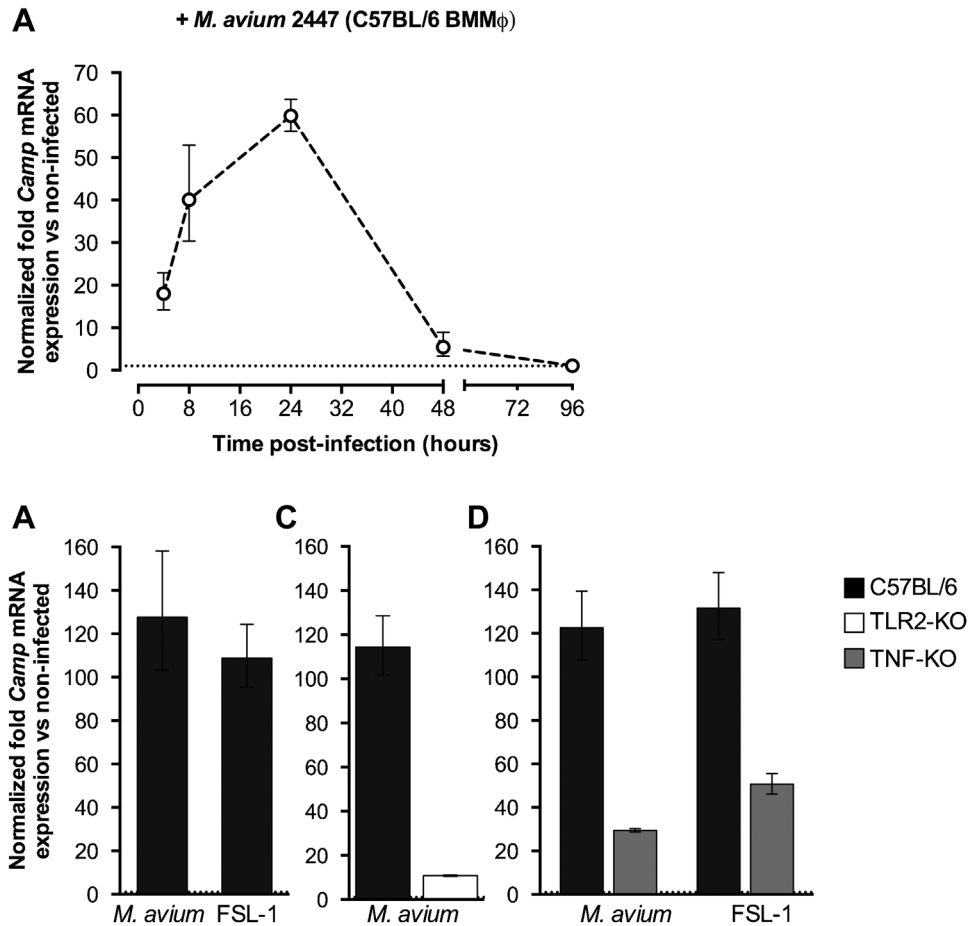 A
+ M. avium 2447 (C57BL/6 BMMϕ)
Normalized fold Camp mRNA
expression vs non-infected
70
60
50
40
30
20
10
0
0 8 16 24 32 40 48 72 96
Time post-infection (hours)
A
Normalized fold Camp mRNA
expression vs non-infected
160
140
120
100
80
60
40
20
0
M. avium FSL-1
C
160
140
120
100
80
60
40
20
0
M. avium
D
160
140
120
100
80
60
40
20
0
M. avium FSL-1
C57BL/6
TLR2-KO
TNF-KO